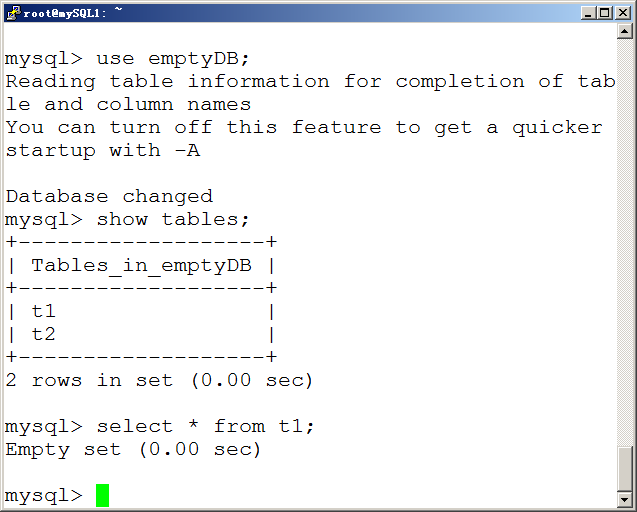 root@mySQL1: ~
mysql> use emptyDB;
Reading table information for completion of tab
le and column names
You can turn off this feature to get a quicker
startup with -A
Database changed
mysql> show tables;
+-------------------+
| Tables_in_emptyDB |
+-------------------+
| t1                |
| t2                |
+-------------------+
2 rows in set (0.00 sec)
mysql> select * from t1;
Empty set (0.00 sec)
mysql>